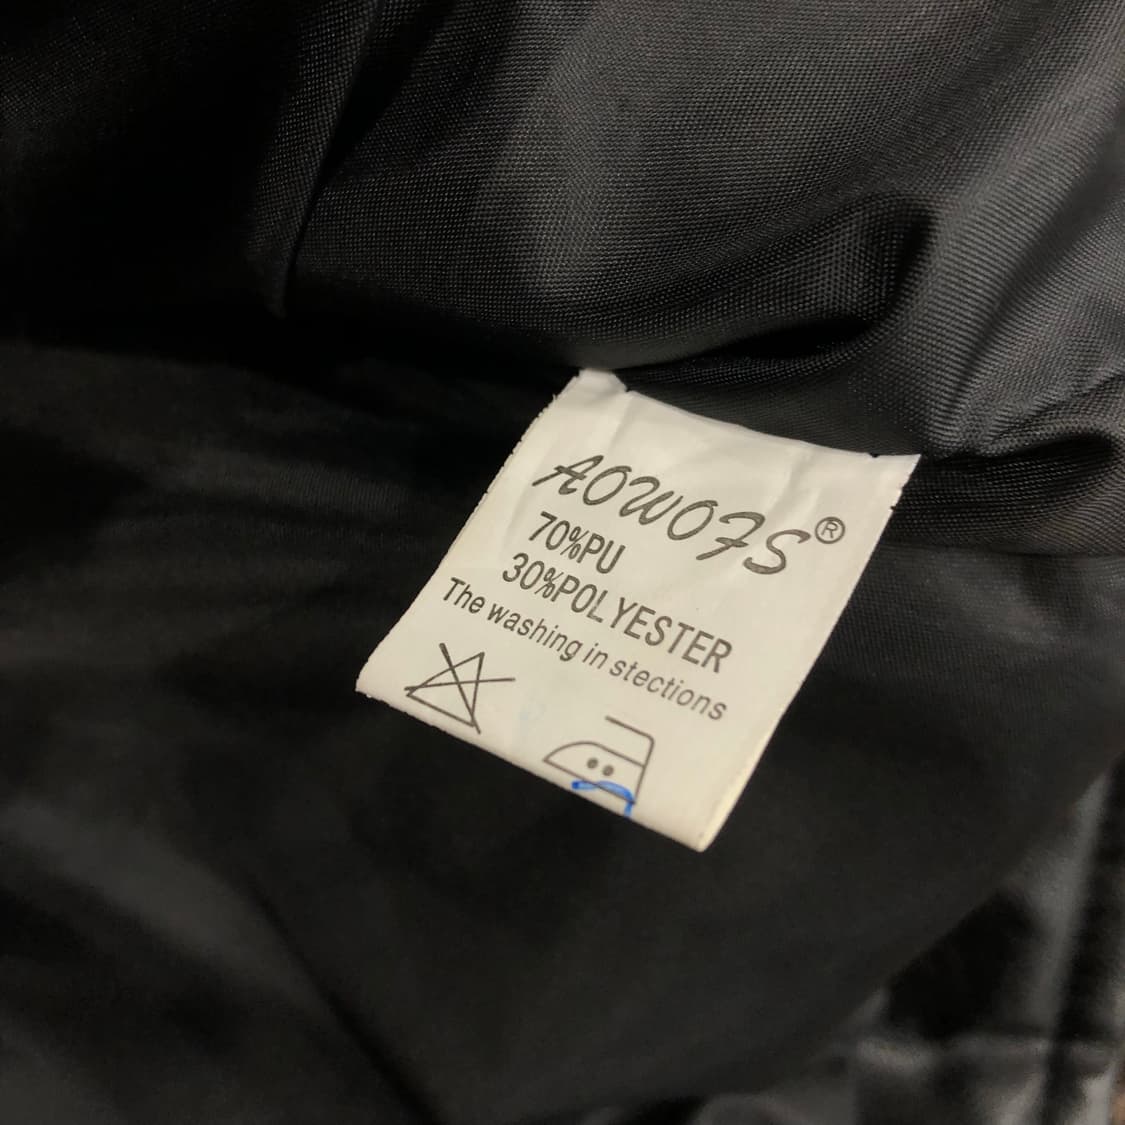 AOWOFS®
70%PU
30%POLYESTER
The washing in stections